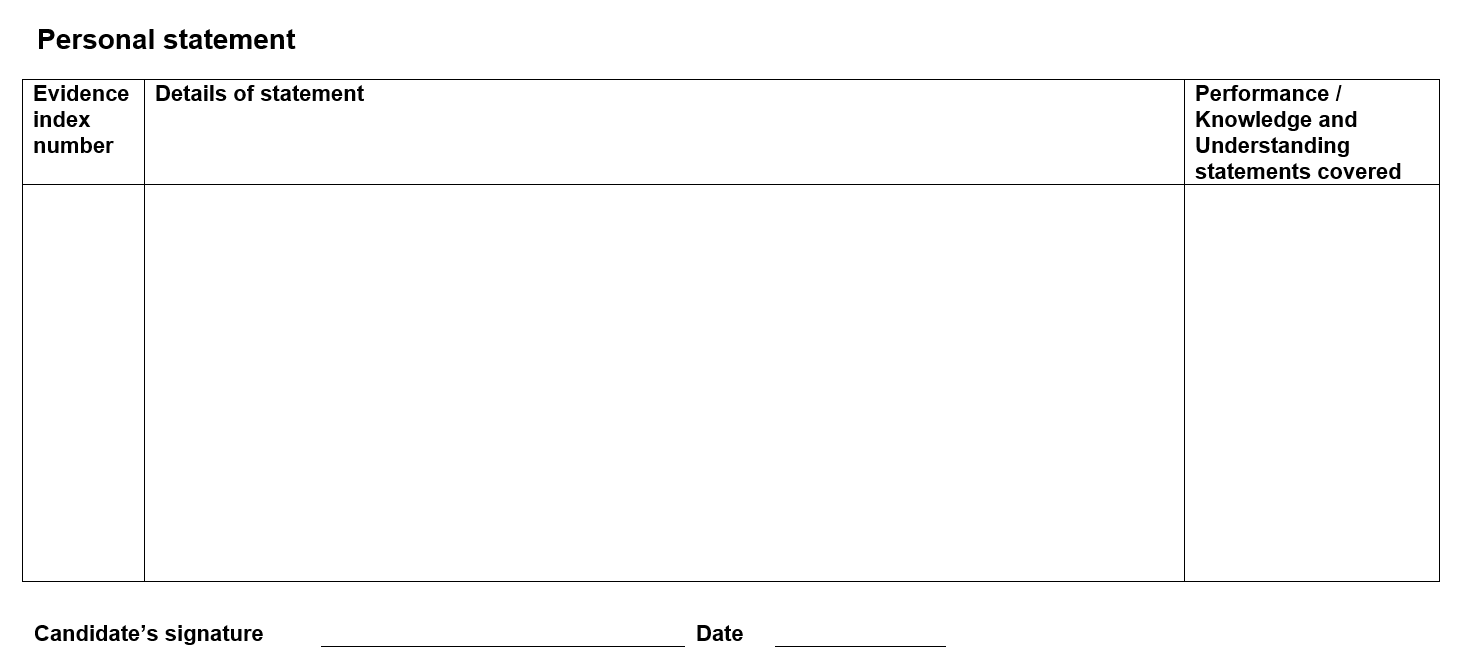 Personal statement
Evidence
index
number
Details of statement
Performance /
Knowledge and
Understanding
statements covered
Candidate’s signature
Date